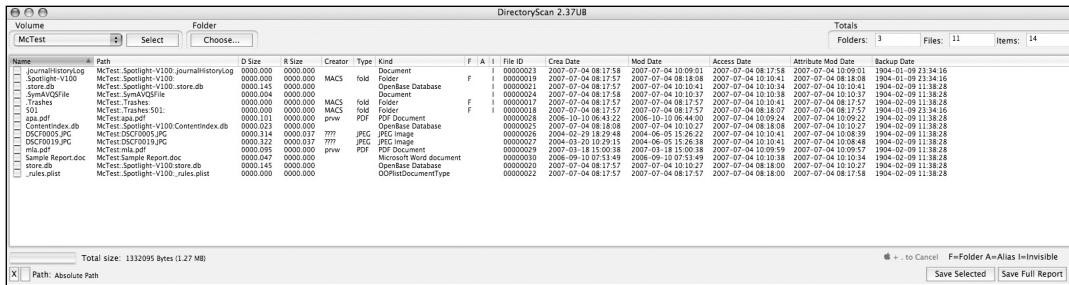 DirectoryScan 2.37UB
Volume Folder Totals
McTest Select Choose... Folders: 3 Files: 11 Items: 14
Name Path D Size R Size Creator Type Kind F A I File ID Crea Date Mod Date Access Date Attribute Mod Date Backup Date
.journalHistoryLog McTest:.Spotlight-V100:.journalHistoryLog 0000.000 0000.000 Document I 00000023 2007-07-04 08:17:58 2007-07-04 10:09:01 2007-07-04 08:17:58 2007-07-04 10:09:01 1904-01-09 23:34:16
.Spotlight-V100 McTest:.Spotlight-V100: 0000.000 0000.000 MACS fold Folder F I 00000019 2007-07-04 08:17:57 2007-07-04 08:18:08 2007-07-04 10:10:41 2007-07-04 08:18:08 1904-01-09 23:34:16
.store.db McTest:.Spotlight-V100:.store.db 0000.145 0000.000 OpenBase Database I 00000021 2007-07-04 08:17:57 2007-07-04 10:10:41 2007-07-04 10:10:34 2007-07-04 10:10:41 1904-02-09 11:38:28
.SymAVQSFile McTest:.SymAVQSFile 0000.000 0000.000 Document I 00000024 2007-07-04 08:17:58 2007-07-04 10:10:37 2007-07-04 10:10:38 2007-07-04 10:10:37 1904-02-09 11:38:28
.Trashes McTest:.Trashes: 0000.000 0000.000 MACS fold Folder F I 00000017 2007-07-04 08:17:57 2007-07-04 08:17:57 2007-07-04 10:10:41 2007-07-04 08:17:57 1904-01-09 23:34:16
501 McTest:.Trashes:501: 0000.000 0000.000 MACS fold Folder F I 00000018 2007-07-04 08:17:57 2007-07-04 08:17:57 2007-07-04 08:18:07 2007-07-04 08:17:57 1904-01-09 23:34:16
apa.pdf McTest:apa.pdf 0000.101 0000.000 prvw PDF PDF Document 00000028 2006-10-10 06:43:22 2006-10-10 06:44:00 2007-07-04 10:09:24 2007-07-04 10:09:22 1904-02-09 11:38:28
ContentIndex.db McTest:.Spotlight-V100:ContentIndex.db 0000.023 0000.000 OpenBase Database 00000025 2007-07-04 08:18:08 2007-07-04 10:10:27 2007-07-04 08:18:08 2007-07-04 10:10:27 1904-02-09 11:38:28
DSCF0005.JPG McTest:DSCF0005.JPG 0000.314 0000.037 ???? JPEG JPEG Image 00000026 2004-02-29 18:29:48 2004-06-05 15:26:22 2007-07-04 10:10:41 2007-07-04 10:08:39 1904-02-09 11:38:28
DSCF0019.JPG McTest:DSCF0019.JPG 0000.322 0000.037 ???? JPEG JPEG Image 00000027 2004-03-20 10:29:15 2004-06-05 15:26:38 2007-07-04 10:10:41 2007-07-04 10:08:48 1904-02-09 11:38:28
mla.pdf McTest:mla.pdf 0000.095 0000.000 prvw PDF PDF Document 00000029 2007-03-18 15:00:38 2007-03-18 15:00:38 2007-07-04 10:09:59 2007-07-04 10:09:57 1904-02-09 11:38:28
Sample Report.doc McTest:Sample Report.doc 0000.047 0000.000 Microsoft Word document 00000030 2006-09-10 07:53:49 2006-09-10 07:53:49 2007-07-04 10:10:38 2007-07-04 10:10:34 1904-02-09 11:38:28
store.db McTest:.Spotlight-V100:store.db 0000.145 0000.000 OpenBase Database 00000020 2007-07-04 08:17:57 2007-07-04 10:10:27 2007-07-04 08:18:00 2007-07-04 10:10:27 1904-02-09 11:38:28
_rules.plist McTest:.Spotlight-V100:_rules.plist 0000.000 0000.000 OOPlistDocumentType 00000022 2007-07-04 08:17:57 2007-07-04 08:17:57 2007-07-04 08:18:00 2007-07-04 08:17:58 1904-02-09 11:38:28
Total size: 1332095 Bytes (1.27 MB) + . to Cancel F=Folder A=Alias I=Invisible
X Path: Absolute Path Save Selected Save Full Report